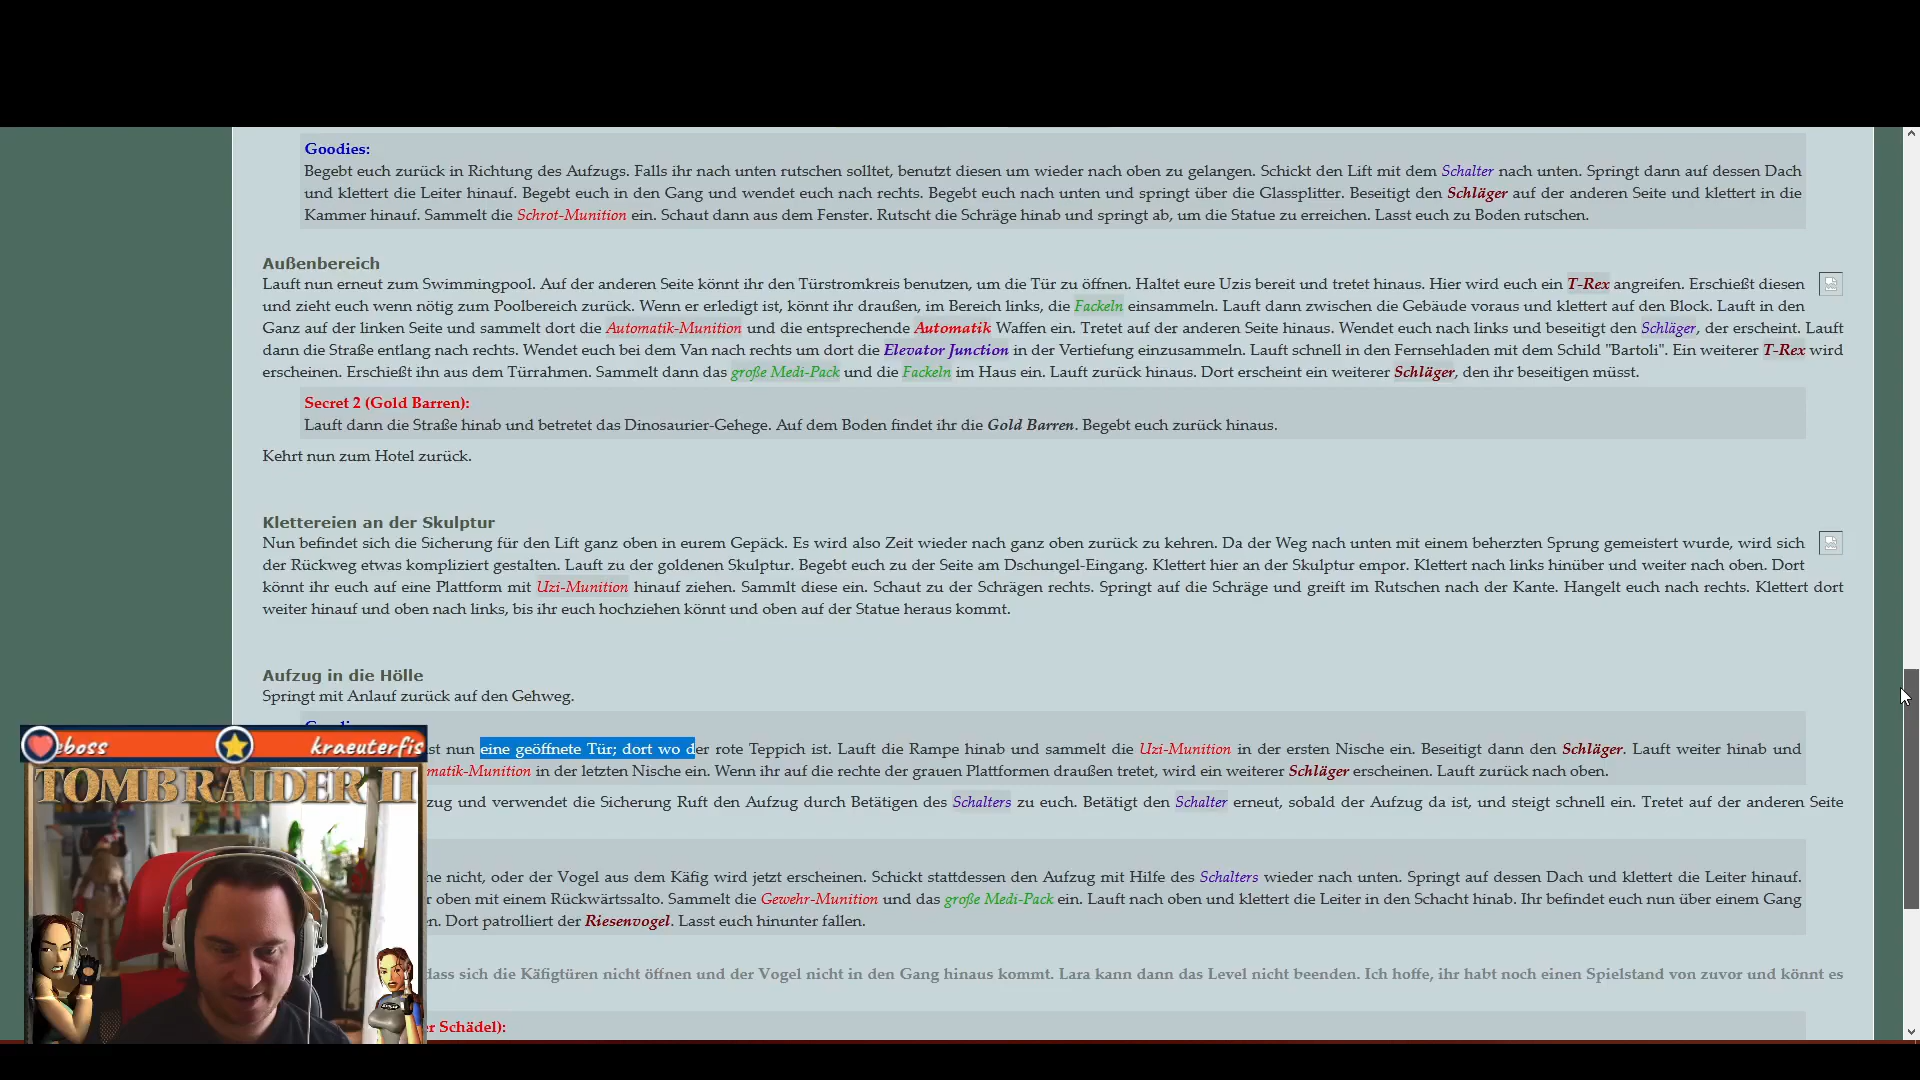 Goodies:
Begebt euch zurück in Richtung des Aufzugs. Falls ihr nach unten rutschen solltet, benutzt diesen um wieder nach oben zu gelangen. Schickt den Lift mit dem Schalter nach unten. Springt dann auf dessen Dach
und klettert die Leiter hinauf. Begebt euch in den Gang und wendet euch nach rechts. Begebt euch nach unten und springt über die Glassplitter. Beseitigt den Schläger auf der anderen Seite und klettert in die
Kammer hinauf. Sammelt die Schrot-Munition ein. Schaut dann aus dem Fenster. Rutscht die Schräge hinab und springt ab, um die Statue zu erreichen. Lasst euch zu Boden rutschen.
Außenbereich
Lauft nun erneut zum Swimmingpool. Auf der anderen Seite könnt ihr den Türstromkreis benutzen, um die Tür zu öffnen. Haltet eure Uzis bereit und tretet hinaus. Hier wird euch ein T-Rex angreifen. Erschießt diesen
und zieht euch wenn nötig zum Poolbereich zurück. Wenn er erledigt ist, könnt ihr draußen, im Bereich links, die Fackeln einsammeln. Lauft dann zwischen die Gebäude voraus und klettert auf den Block. Lauft in den
Ganz auf der linken Seite und sammelt dort die Automatik-Munition und die entsprechende Automatik Waffen ein. Tretet auf der anderen Seite hinaus. Wendet euch nach links und beseitigt den Schläger, der erscheint. Lauft
dann die Straße entlang nach rechts. Wendet euch bei dem Van nach rechts um dort die Elevator Junction in der Vertiefung einzusammeln. Lauft schnell in den Fernsehladen mit dem Schild "Bartoli". Ein weiterer T-Rex wird
erscheinen. Erschießt ihn aus dem Türrahmen. Sammelt dann das große Medi-Pack und die Fackeln im Haus ein. Lauft zurück hinaus. Dort erscheint ein weiterer Schläger, den ihr beseitigen müsst.
Secret 2 (Gold Barren):
Lauft dann die Straße hinab und betretet das Dinosaurier-Gehege. Auf dem Boden findet ihr die Gold Barren. Begebt euch zurück hinaus.
Kehrt nun zum Hotel zurück.
Klettereien an der Skulptur
Nun befindet sich die Sicherung für den Lift ganz oben in eurem Gepäck. Es wird also Zeit wieder nach ganz oben zurück zu kehren. Da der Weg nach unten mit einem beherzten Sprung gemeistert wurde, wird sich
der Rückweg etwas kompliziert gestalten. Lauft zu der goldenen Skulptur. Begebt euch zu der Seite am Dschungel-Eingang. Klettert hier an der Skulptur empor. Klettert nach links hinüber und weiter nach oben. Dort
könnt ihr euch auf eine Plattform mit Uzi-Munition hinauf ziehen. Sammlt diese ein. Schaut zu der Schrägen rechts. Springt auf die Schräge und greift im Rutschen nach der Kante. Hangelt euch nach rechts. Klettert dort
weiter hinauf und oben nach links, bis ihr euch hochziehen könnt und oben auf der Statue heraus kommt.
Aufzug in die Hölle
Springt mit Anlauf zurück auf den Gehweg.
st nun eine geöffnete Tür; dort wo der rote Teppich ist. Lauft die Rampe hinab und sammelt die Uzi-Munition in der ersten Nische ein. Beseitigt dann den Schläger. Lauft weiter hinab und
matik-Munition in der letzten Nische ein. Wenn ihr auf die rechte der grauen Plattformen draußen tretet, wird ein weiterer Schläger erscheinen. Lauft zurück nach oben.
zug und verwendet die Sicherung Ruft den Aufzug durch Betätigen des Schalters zu euch. Betätigt den Schalter erneut, sobald der Aufzug da ist, und steigt schnell ein. Tretet auf der anderen Seite
he nicht, oder der Vogel aus dem Käfig wird jetzt erscheinen. Schickt stattdessen den Aufzug mit Hilfe des Schalters wieder nach unten. Springt auf dessen Dach und klettert die Leiter hinauf.
r oben mit einem Rückwärtssalto. Sammelt die Gewehr-Munition und das große Medi-Pack ein. Lauft nach oben und klettert die Leiter in den Schacht hinab. Ihr befindet euch nun über einem Gang
n. Dort patrolliert der Riesenvogel. Lasst euch hinunter fallen.
dass sich die Käfigtüren nicht öffnen und der Vogel nicht in den Gang hinaus kommt. Lara kann dann das Level nicht beenden. Ich hoffe, ihr habt noch einen Spielstand von zuvor und könnt es
r Schädel):
eboss kraeuterfis
TOMB RAIDER II